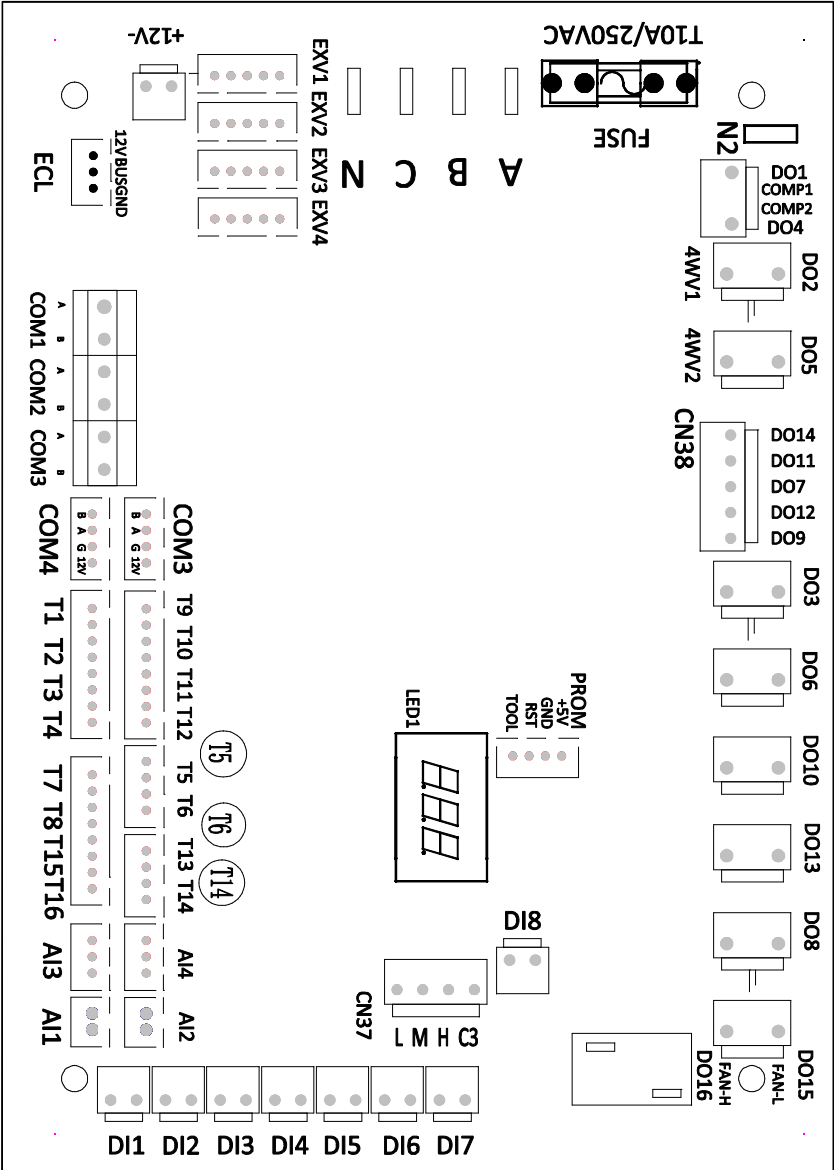 +12V-
EXV1
EXV2
EXV3
EXV4
T10A/250VAC
FUSE
N
C
B
A
N2
ECL
12V
BUS
GND
DO1
COMP1
COMP2
DO4
4WV1
DO2
4WV2
DO5
COM1
A
B
COM2
A
B
COM3
A
B
CN38
DO14
DO11
DO7
DO12
DO9
COM4
B
A
G
12V
COM3
B
A
G
12V
DO3
T1
T2
T3
T4
T9
T10
T11
T12
DO6
LED1
PROM
+5V
GND
RST
TOOL
T5
T6
T14
T5
T6
T7
T8
T15
T16
T13
T14
DO10
DO13
DO8
AI3
AI4
AI1
AI2
DI8
CN37
L M H C3
DO16
FAN-H
FAN-L
DO15
DI1 DI2 DI3 DI4 DI5 DI6 DI7